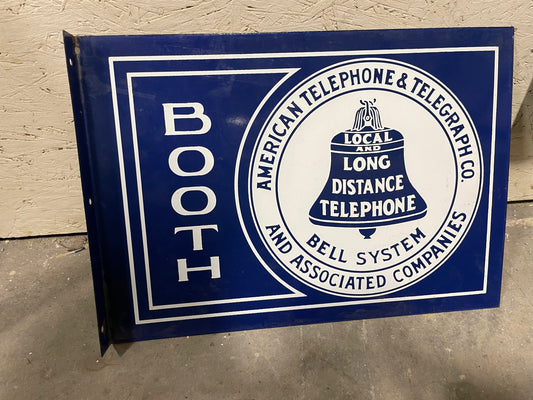 BOOTH
AMERICAN TELEPHONE & TELEGRAPH CO.
LOCAL
AND
LONG
DISTANCE
TELEPHONE
BELL SYSTEM
AND ASSOCIATED COMPANIES